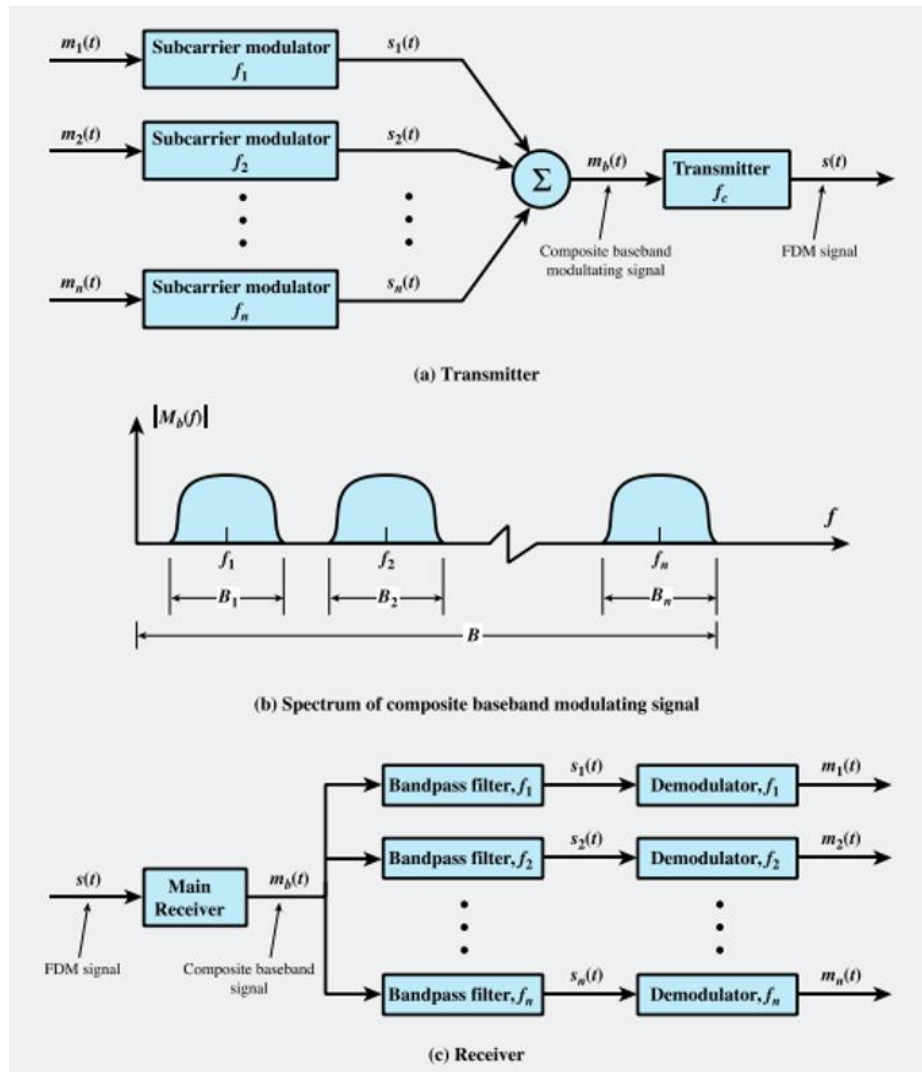 m1(t)
Subcarrier modulator
f1
s1(t)
m2(t)
Subcarrier modulator
f2
s2(t)
Σ
mb(t)
Transmitter
fc
s(t)
Composite baseband
modultating signal
FDM signal
mn(t)
Subcarrier modulator
fn
sn(t)
(a) Transmitter
|Mb(f)|
f
f1
f2
fn
B1
B2
Bn
B
(b) Spectrum of composite baseband modulating signal
Bandpass filter, f1
s1(t)
Demodulator, f1
m1(t)
Bandpass filter, f2
s2(t)
Demodulator, f2
m2(t)
s(t)
Main
Receiver
mb(t)
FDM signal
Composite baseband
signal
Bandpass filter, fn
sn(t)
Demodulator, fn
mn(t)
(c) Receiver